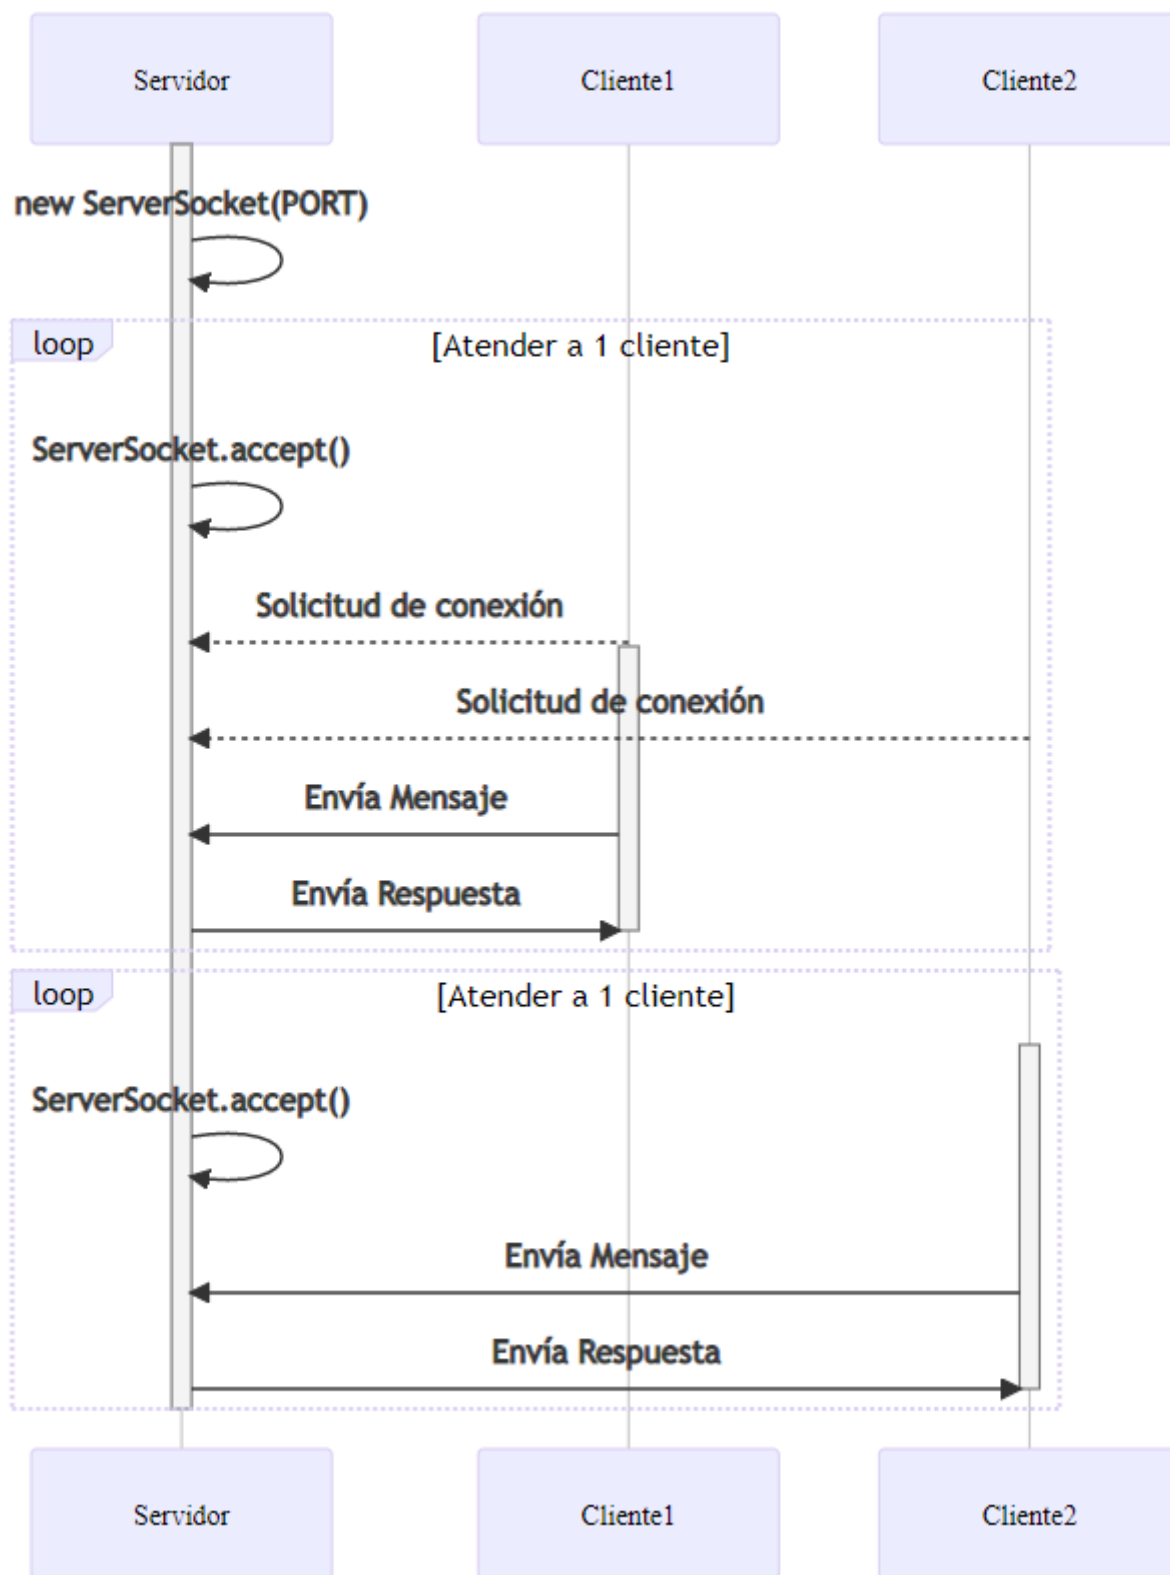 Servidor
Cliente1
Cliente2
new ServerSocket(PORT)
loop
[Atender a 1 cliente]
ServerSocket.accept()
Solicitud de conexión
Solicitud de conexión
Envía Mensaje
Envía Respuesta
loop
[Atender a 1 cliente]
ServerSocket.accept()
Envía Mensaje
Envía Respuesta
Servidor
Cliente1
Cliente2